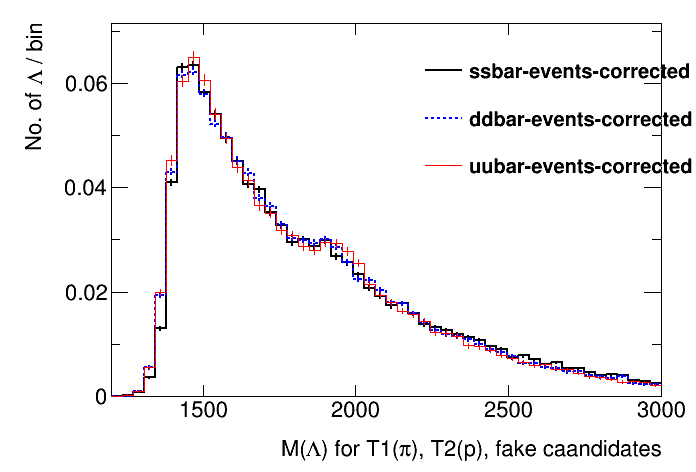 No. of Λ / bin
0.06
0.04
0.02
0
ssbar-events-corrected
ddbar-events-corrected
uubar-events-corrected
1500 2000 2500 3000
M(Λ) for T1(π), T2(p), fake caandidates